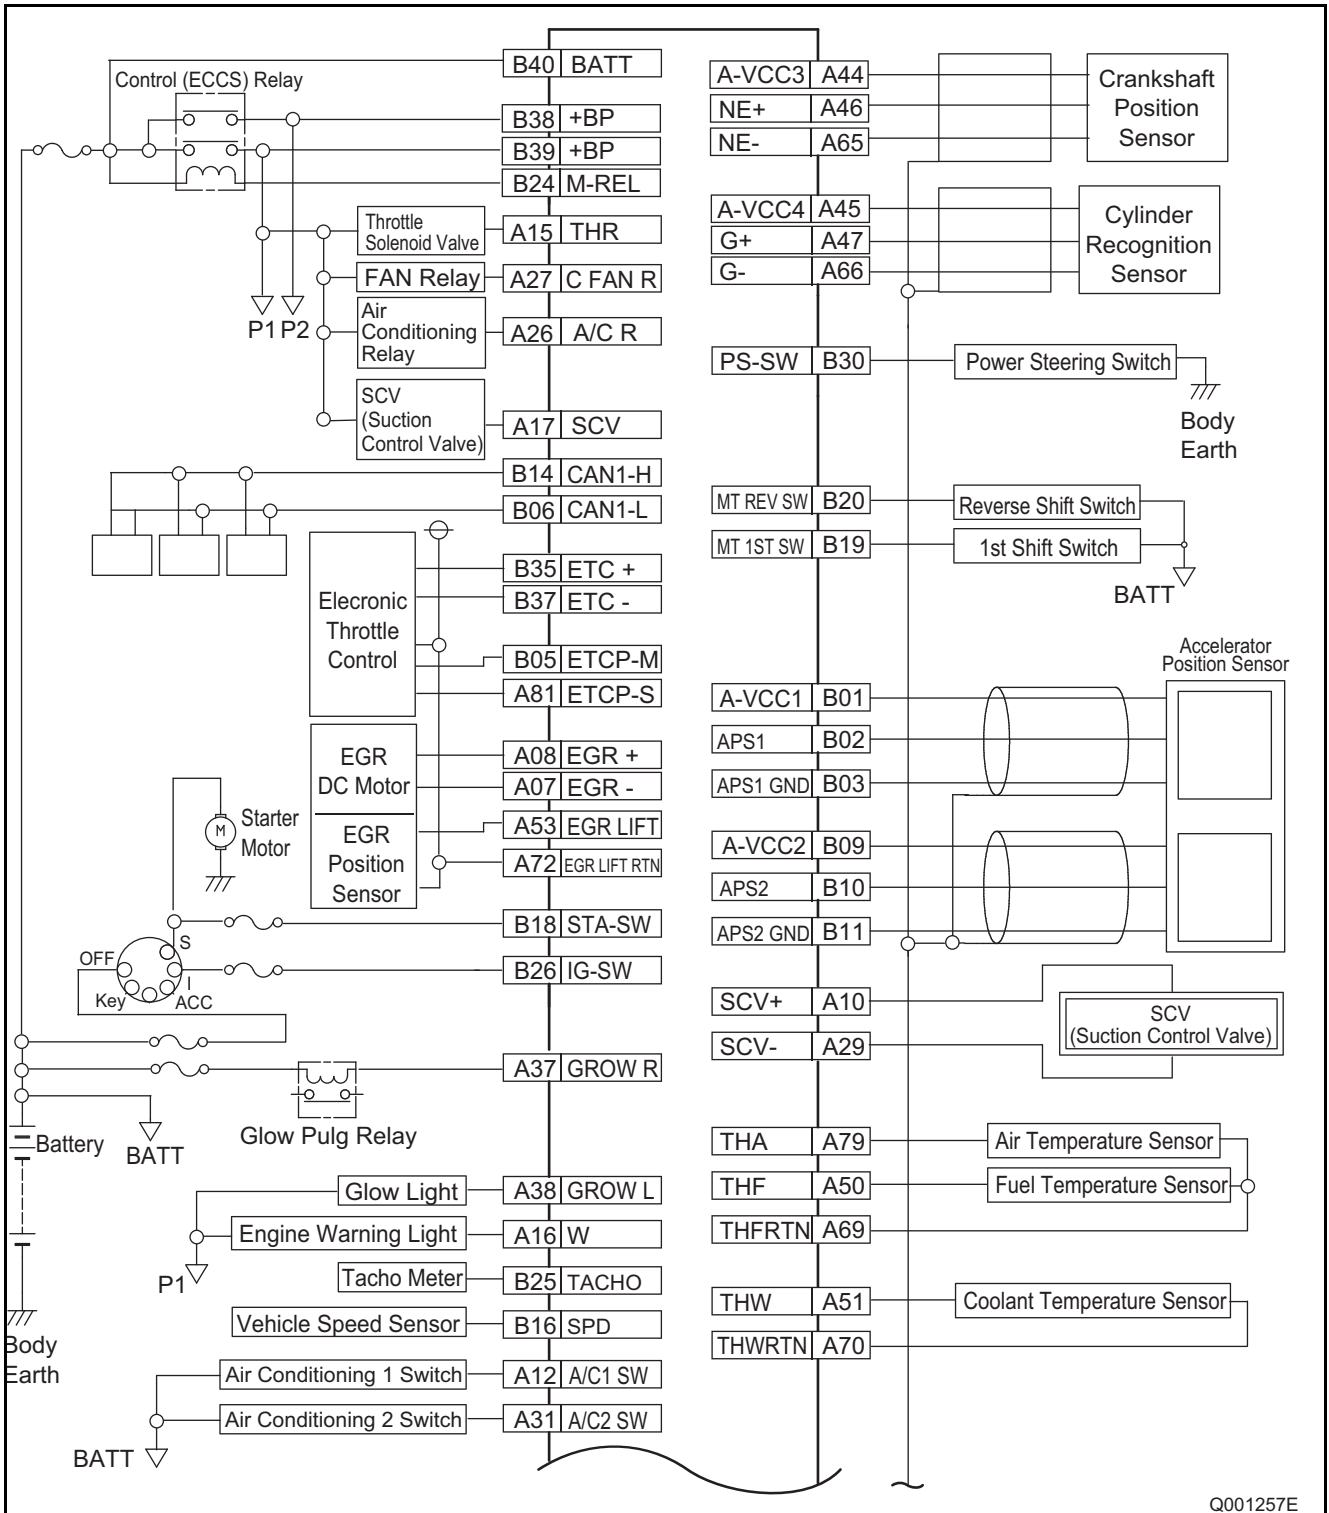 Control (ECCS) Relay
B40 BATT
B38 +BP
B39 +BP
B24 M-REL
Throttle
Solenoid Valve
A15 THR
FAN Relay
A27 C FAN R
P1 P2
Air
Conditioning
Relay
A26 A/C R
SCV
(Suction
Control Valve)
A17 SCV
B14 CAN1-H
B06 CAN1-L
Elecronic
Throttle
Control
B35 ETC +
B37 ETC -
B05 ETCP-M
A81 ETCP-S
EGR
DC Motor
A08 EGR +
A07 EGR -
EGR
Position
Sensor
A53 EGR LIFT
A72 EGR LIFT RTN
M
Starter
Motor
B18 STA-SW
B26 IG-SW
OFF
S
I
Key
ACC
A37 GROW R
Glow Pulg Relay
Battery
BATT
Body
Earth
Glow Light
A38 GROW L
Engine Warning Light
A16 W
P1
Tacho Meter
B25 TACHO
Vehicle Speed Sensor
B16 SPD
Air Conditioning 1 Switch
A12 A/C1 SW
Air Conditioning 2 Switch
A31 A/C2 SW
BATT
A-VCC3 A44
NE+ A46
NE- A65
Crankshaft
Position
Sensor
A-VCC4 A45
G+ A47
G- A66
Cylinder
Recognition
Sensor
PS-SW B30
Power Steering Switch
Body
Earth
MT REV SW B20
Reverse Shift Switch
MT 1ST SW B19
1st Shift Switch
BATT
Accelerator
Position Sensor
A-VCC1 B01
APS1 B02
APS1 GND B03
A-VCC2 B09
APS2 B10
APS2 GND B11
SCV+ A10
SCV- A29
SCV
(Suction Control Valve)
THA A79
Air Temperature Sensor
THF A50
Fuel Temperature Sensor
THFRTN A69
THW A51
Coolant Temperature Sensor
THWRTN A70
Q001257E